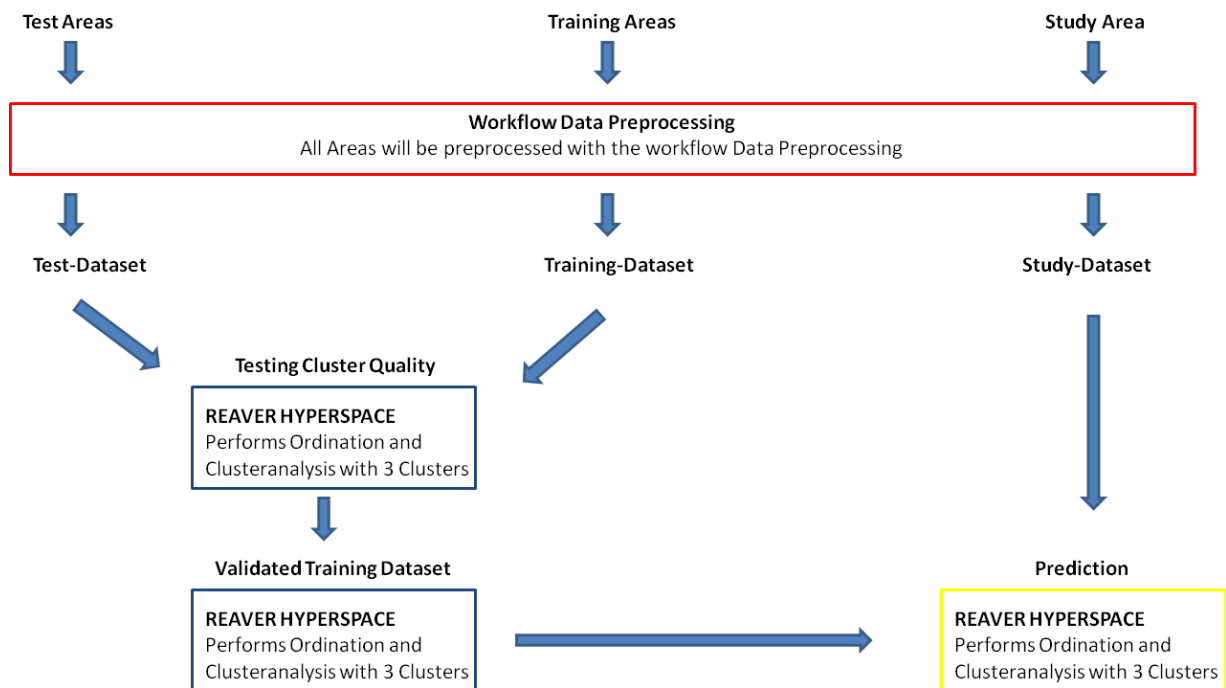 Test Areas
Training Areas
Study Area
Workflow Data Preprocessing
All Areas will be preprocessed with the workflow Data Preprocessing
Test-Dataset
Training-Dataset
Study-Dataset
Testing Cluster Quality
REAVER HYPERSPACE
Performs Ordination and
Clusteranalysis with 3 Clusters
Validated Training Dataset
REAVER HYPERSPACE
Performs Ordination and
Clusteranalysis with 3 Clusters
Prediction
REAVER HYPERSPACE
Performs Ordination and
Clusteranalysis with 3 Clusters